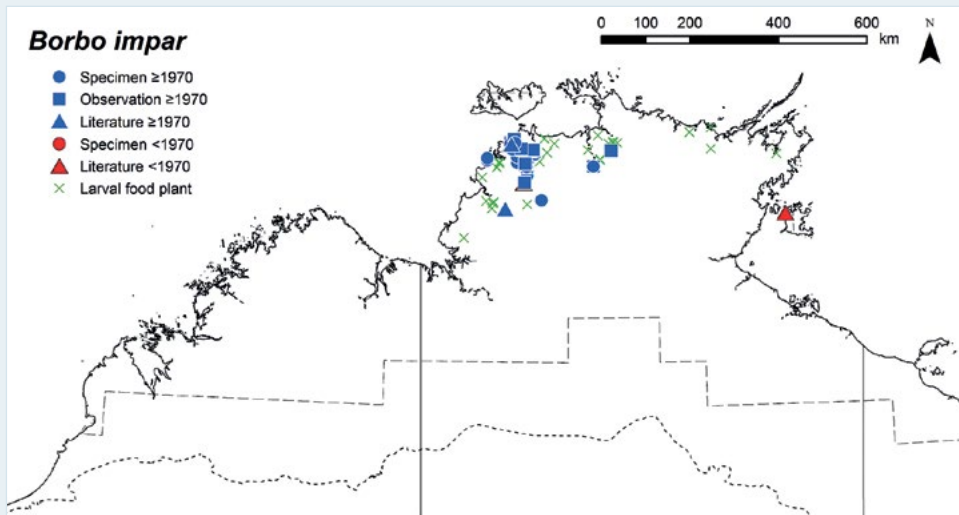 Borbo impar
Specimen ≥1970
Observation ≥1970
Literature ≥1970
Specimen <1970
Literature <1970
Larval food plant
0 100 200 400 600
km
N